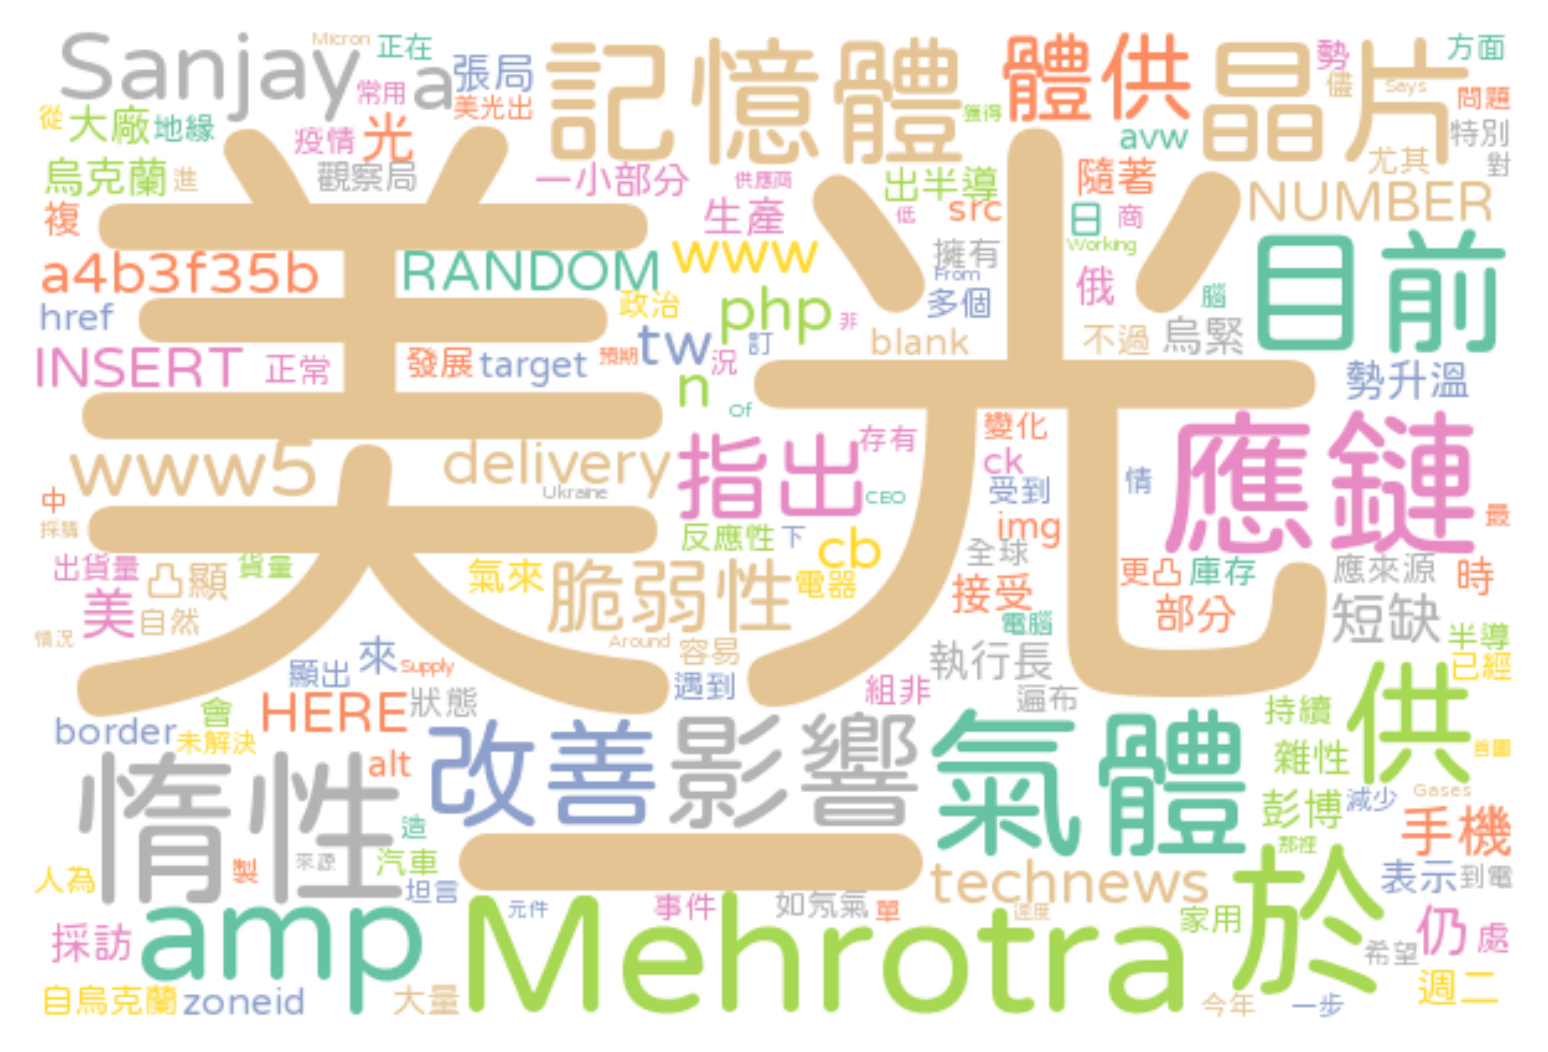 Sanjay
Micron
正在
a
張局
常用
美光出
記憶體
獲得
體供
晶片
勢
儘
Says
方面
問題
從
大廠
地緣
疫情
光
avw
特別
尤其
對
烏克蘭
進
觀察局
一小部分
供應商
出半導
隨著
複
生產
低
src
日
商
NUMBER
美光
a4b3f35b
RANDOM
www
擁有
Working
From
俄
目前
href
政治
php
非
多個
腦
INSERT
正常
發展
target
預期
tw
況
訂
blank
不過
烏緊
勢升溫
n
Of
www5
delivery
指出
存有
變化
ck
應鏈
Ukraine
CEO
受到
情
中
採購
反應性
下
cb
img
最
出貨量
凸顯
貨量
氣來
脆弱性
電器
全球
接受
更凸
庫存
應來源
時
美
自然
部分
短缺
情況
Around
容易
電腦
半導
顯出
來
Supply
遇到
執行長
已經
border
會
HERE
狀態
組非
遍布
持續
供
未解決
惰性
alt
改善
影響
氣體
雜性
首圖
造
一
彭博
減少
Gases
手機
人為
製
來源
汽車
坦言
technews
那裡
於
表示
到電
採訪
amp
元件
Mehrotra
事件
如氖氣
單
速度
家用
仍
處
希望
自烏克蘭
zoneid
大量
今年
一步
週二